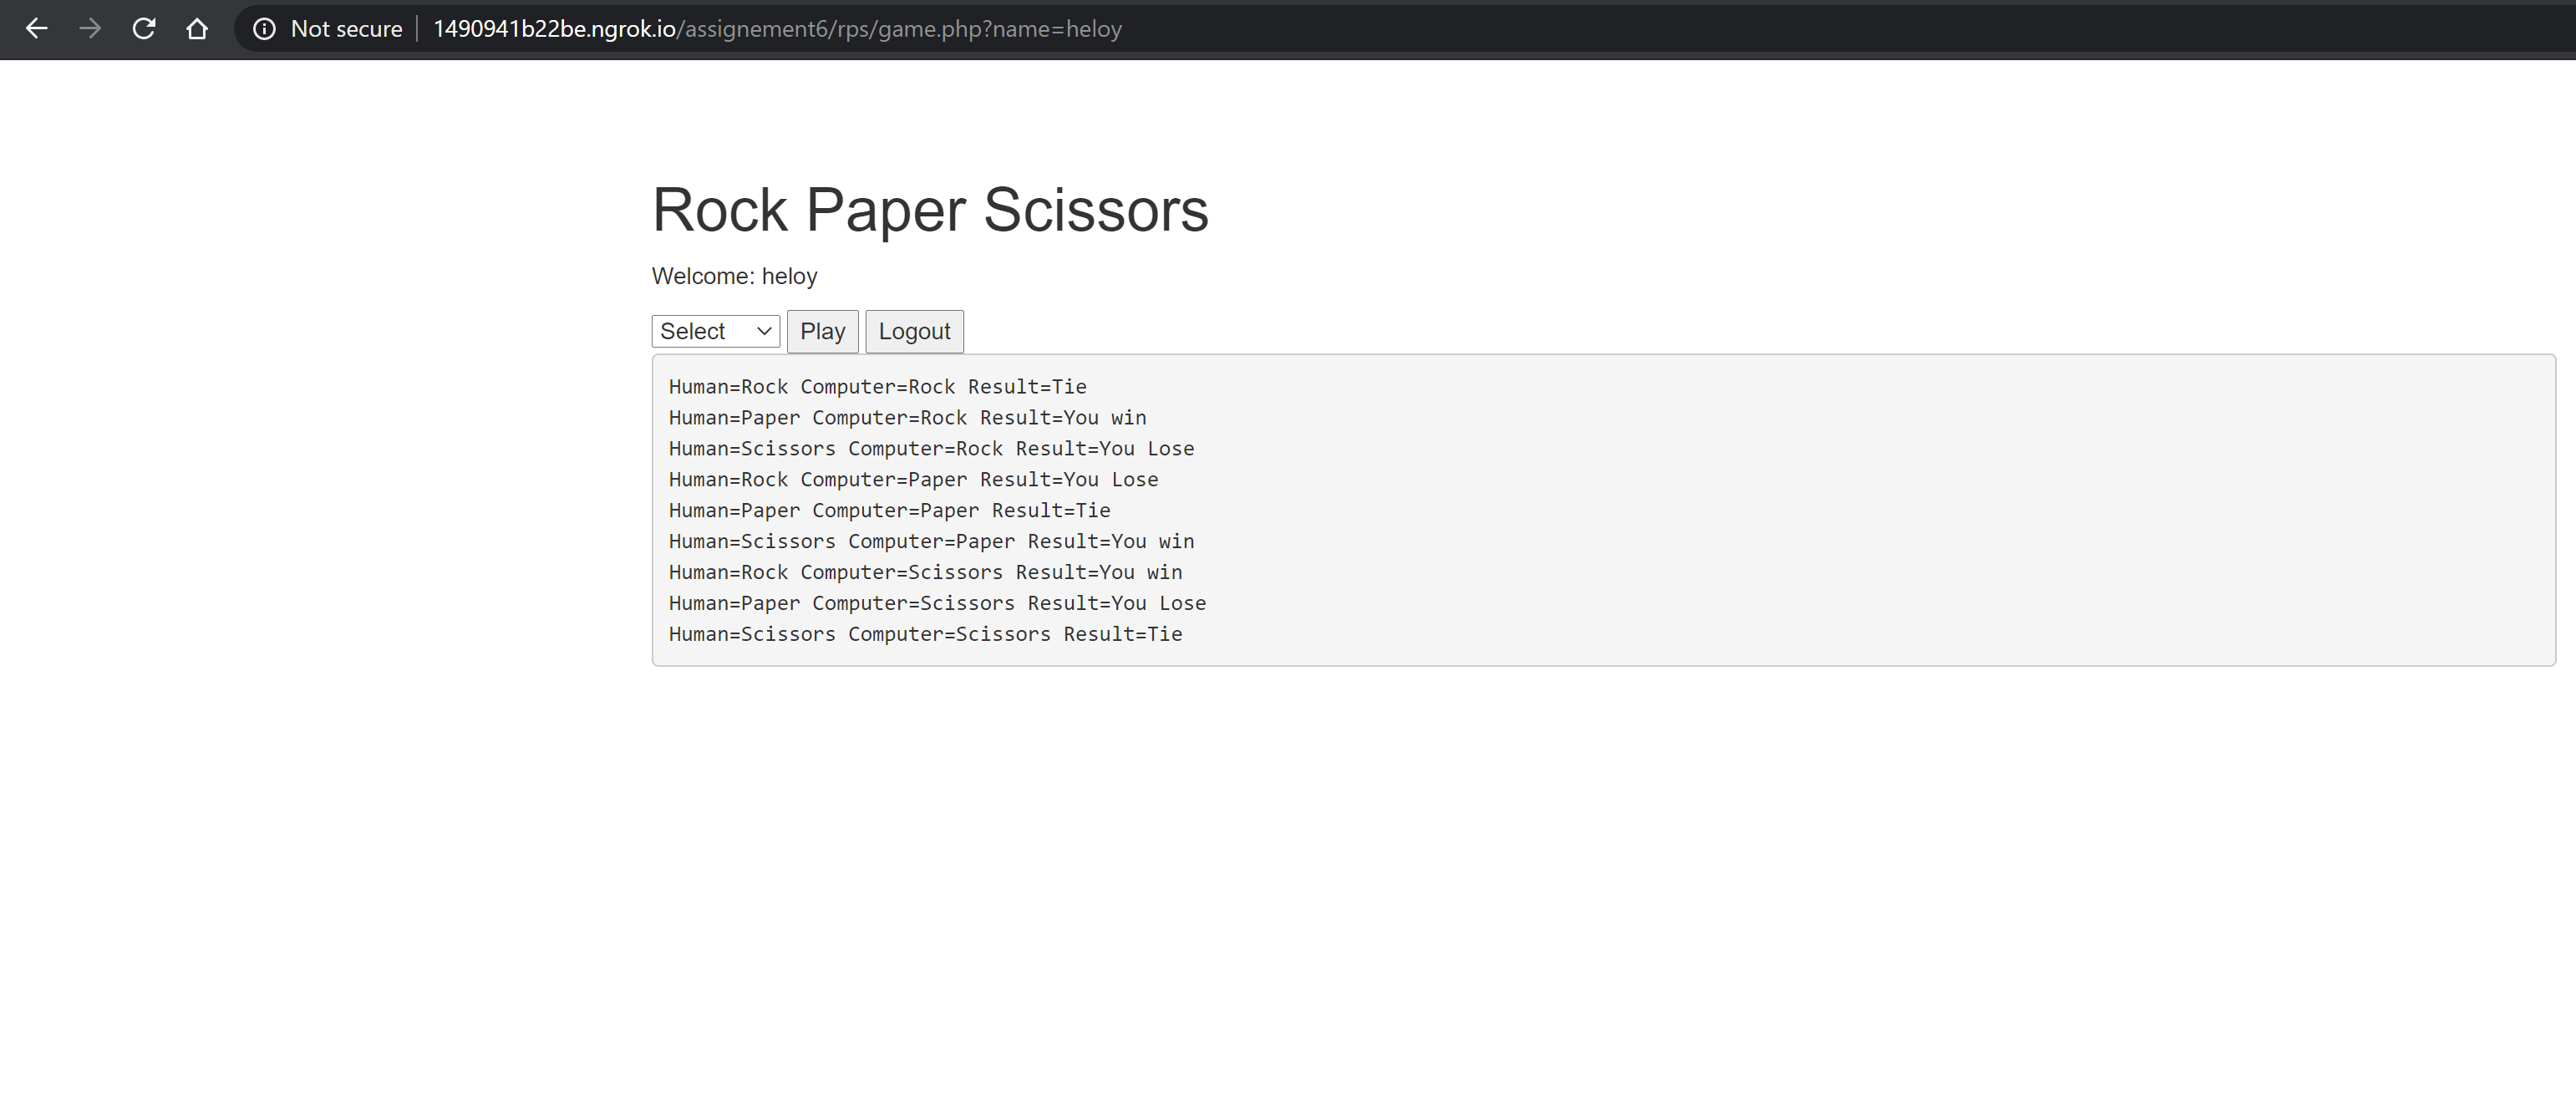 Not secure 1490941b22be.ngrok.io/assignement6/rps/game.php?name=heloy
Rock Paper Scissors
Welcome: heloy
Select Play Logout
Human=Rock Computer=Rock Result=Tie
Human=Paper Computer=Rock Result=You win
Human=Scissors Computer=Rock Result=You Lose
Human=Rock Computer=Paper Result=You Lose
Human=Paper Computer=Paper Result=Tie
Human=Scissors Computer=Paper Result=You win
Human=Rock Computer=Scissors Result=You win
Human=Paper Computer=Scissors Result=You Lose
Human=Scissors Computer=Scissors Result=Tie